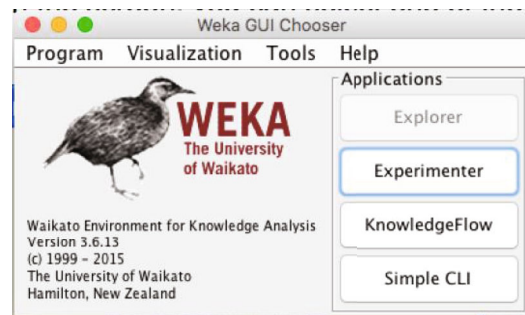 Weka GUI Chooser
Program Visualization Tools Help
WEKA
The University
of Waikato
Waikato Environment for Knowledge Analysis
Version 3.6.13
(c) 1999 - 2015
The University of Waikato
Hamilton, New Zealand
Applications
Explorer
Experimenter
KnowledgeFlow
Simple CLI